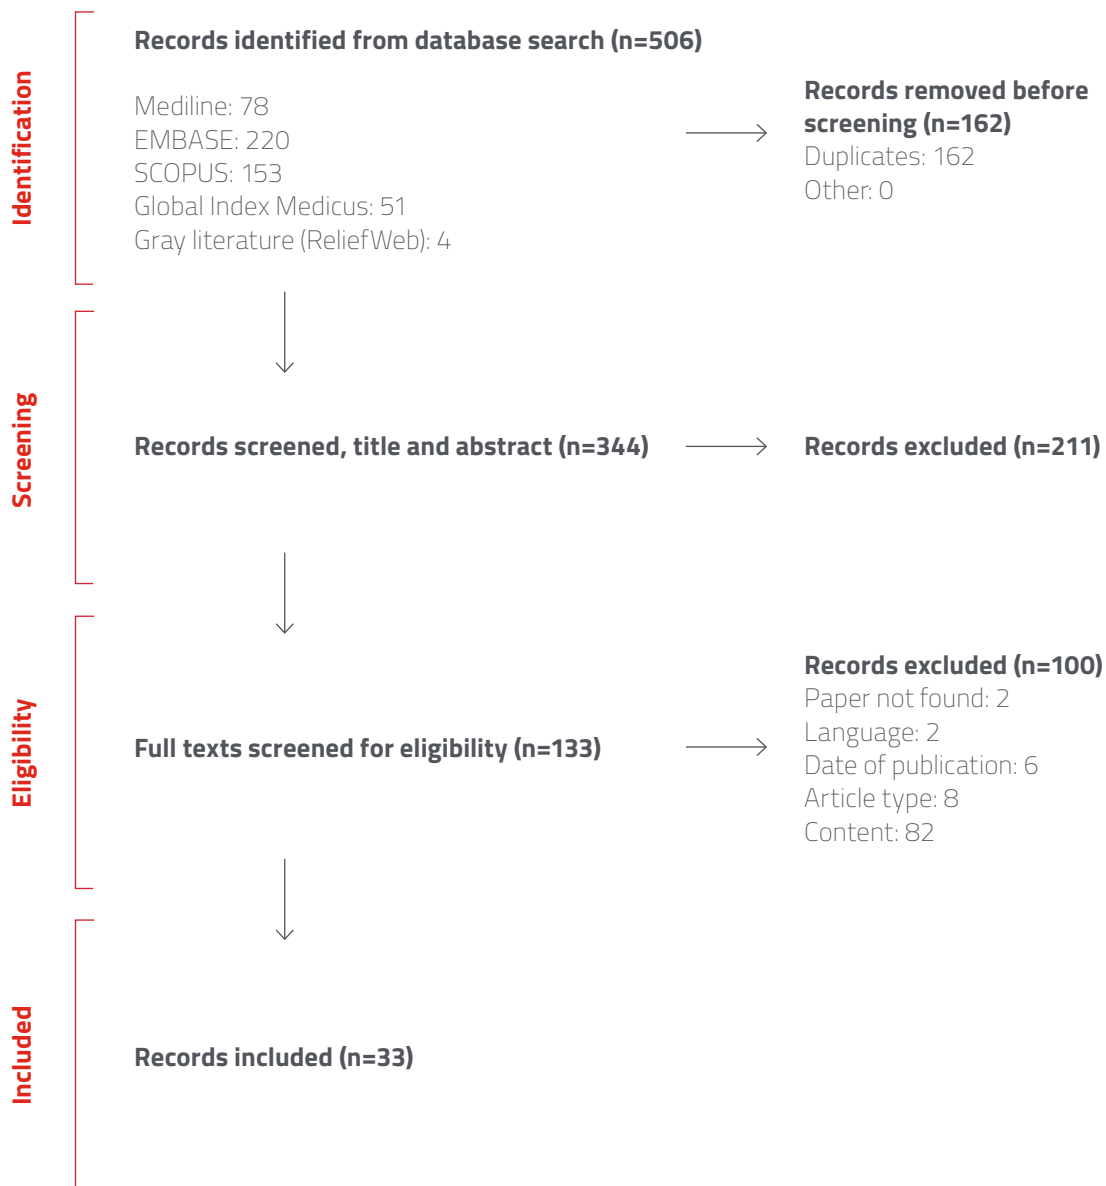 Identification
Records identified from database search (n=506)
Mediline: 78
EMBASE: 220
SCOPUS: 153
Global Index Medicus: 51
Gray literature (ReliefWeb): 4
Records removed before
screening (n=162)
Duplicates: 162
Other: 0
Screening
Records screened, title and abstract (n=344)
Records excluded (n=211)
Eligibility
Full texts screened for eligibility (n=133)
Records excluded (n=100)
Paper not found: 2
Language: 2
Date of publication: 6
Article type: 8
Content: 82
Included
Records included (n=33)